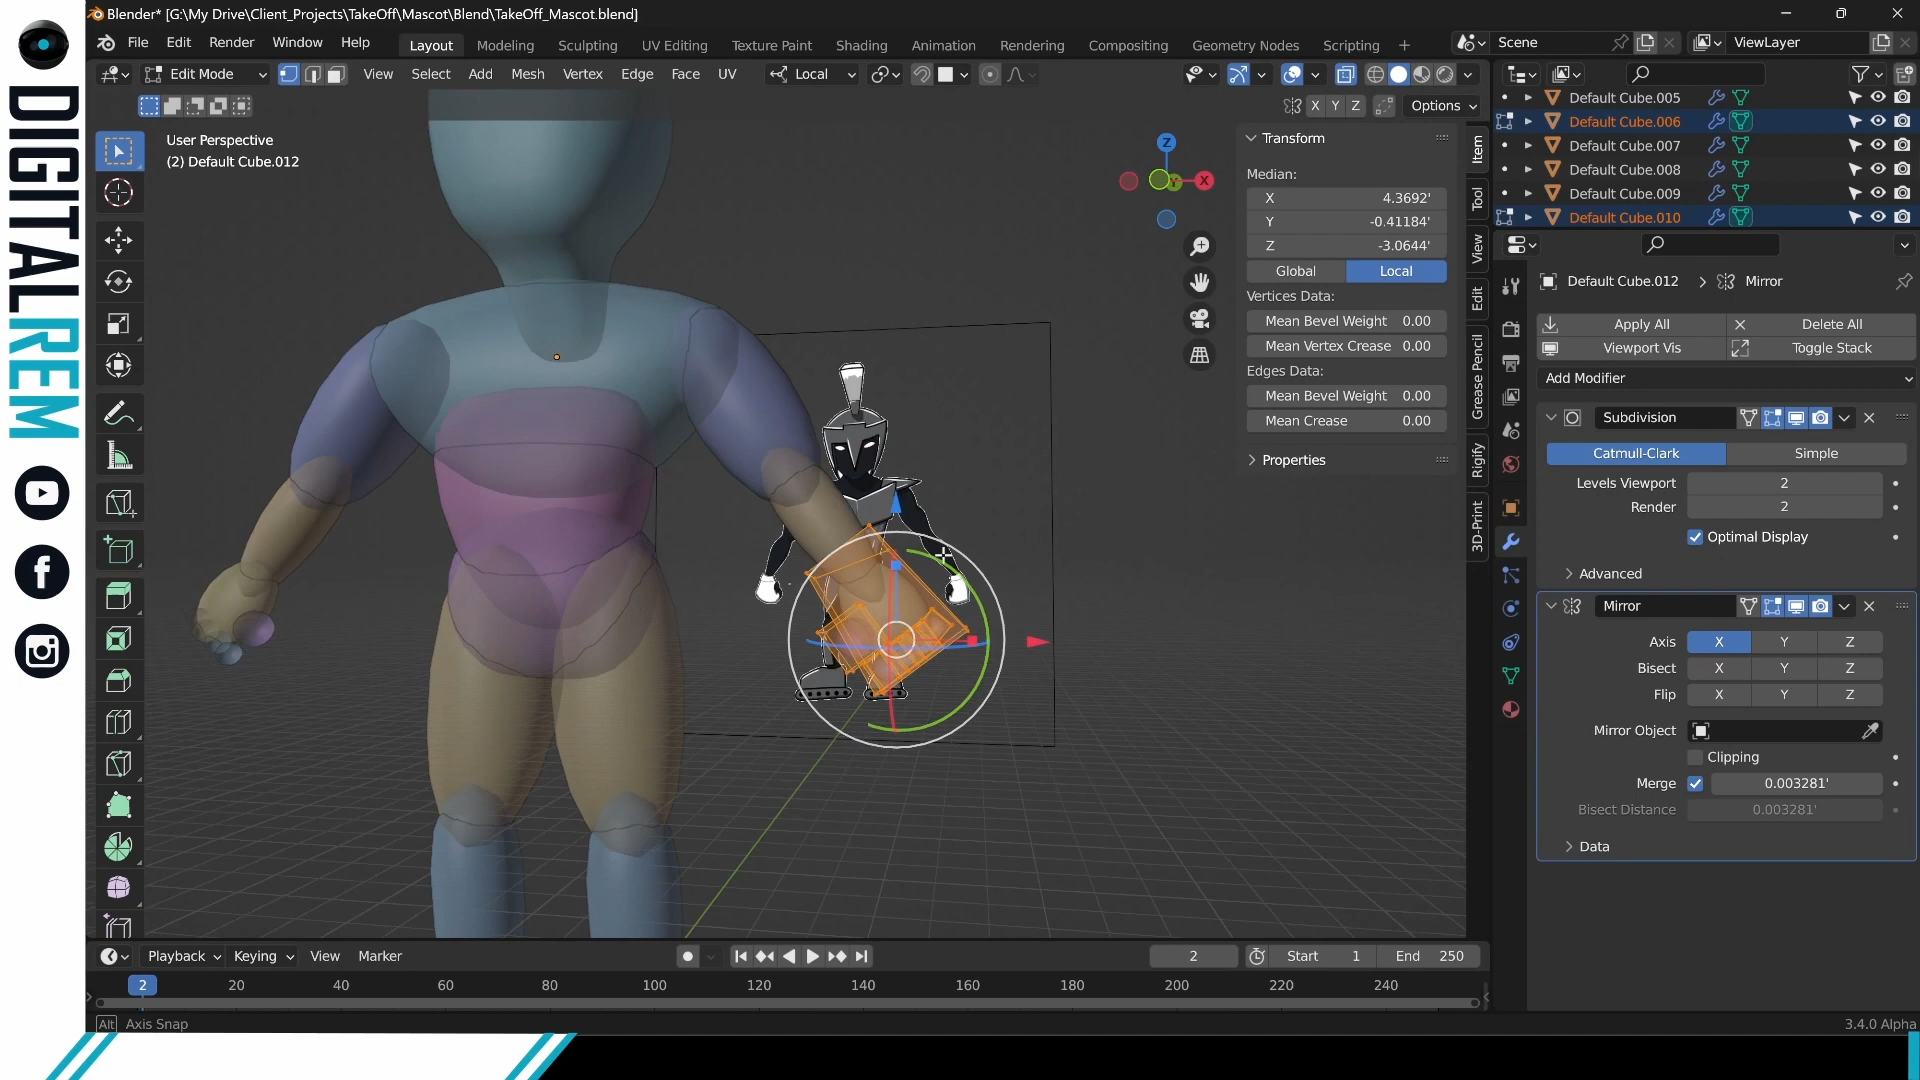 Blender* [G:\My Drive\Client_Projects\TakeOff\Mascot\Blend\TakeOff_Mascot.blend]
File Edit Render Window Help Layout Modeling Sculpting UV Editing Texture Paint Shading Animation Rendering Compositing Geometry Nodes Scripting + Scene ViewLayer
Edit Mode View Select Add Mesh Vertex Edge Face UV Local
X Y Z Options
User Perspective
(2) Default Cube.012
Z
X
Y
Transform
Median:
X 4.3692'
Y -0.41184'
Z -3.0644'
Global Local
Vertices Data:
Mean Bevel Weight 0.00
Mean Vertex Crease 0.00
Edges Data:
Mean Bevel Weight 0.00
Mean Crease 0.00
Properties
Item
Tool
View
Edit
Grease Pencil
Rigify
3D-Print
Default Cube.005
Default Cube.006
Default Cube.007
Default Cube.008
Default Cube.009
Default Cube.010
Default Cube.012 Mirror
Apply All Delete All
Viewport Vis Toggle Stack
Add Modifier
Subdivision
Catmull-Clark Simple
Levels Viewport 2
Render 2
Optimal Display
Advanced
Mirror
Axis X Y Z
Bisect X Y Z
Flip X Y Z
Mirror Object
Clipping
Merge 0.003281'
Bisect Distance 0.003281'
Data
Playback Keying View Marker 2 Start 1 End 250
2 20 40 60 80 100 120 140 160 180 200 220 240
Alt Axis Snap
3.4.0 Alpha
DIGITALREM